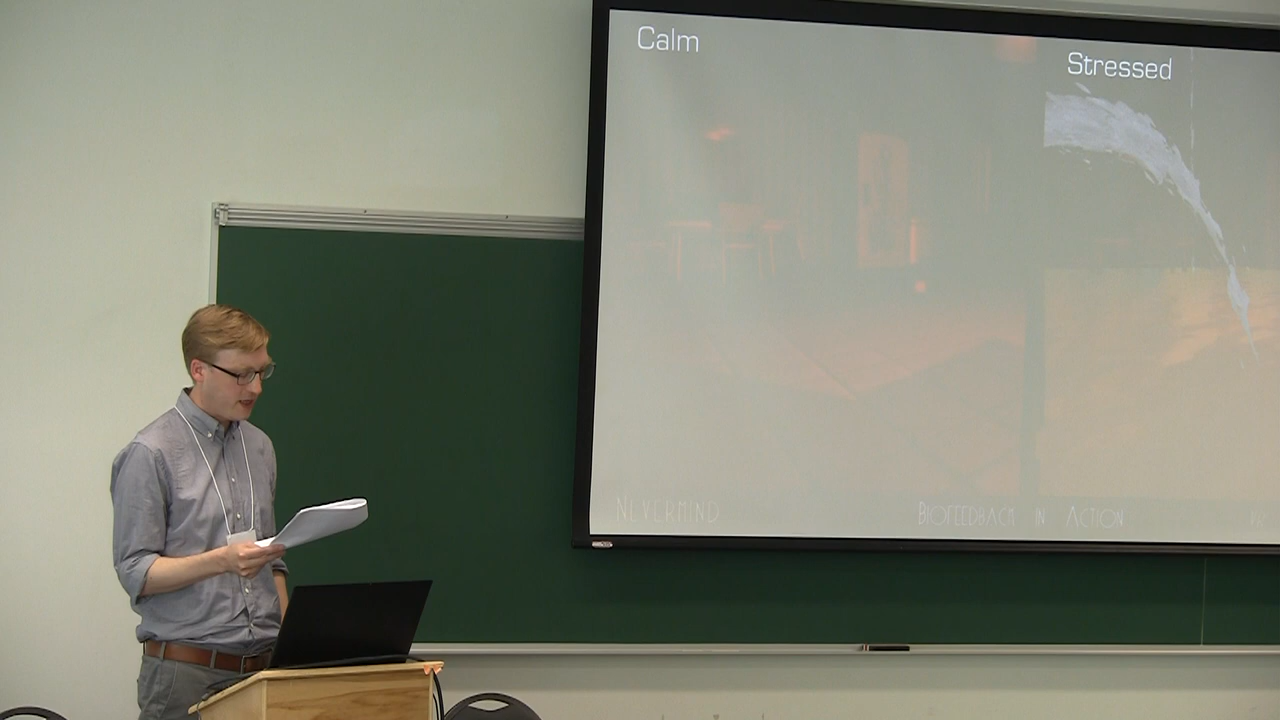 Calm
Stressed
Nevermind
Biofeedback in Action